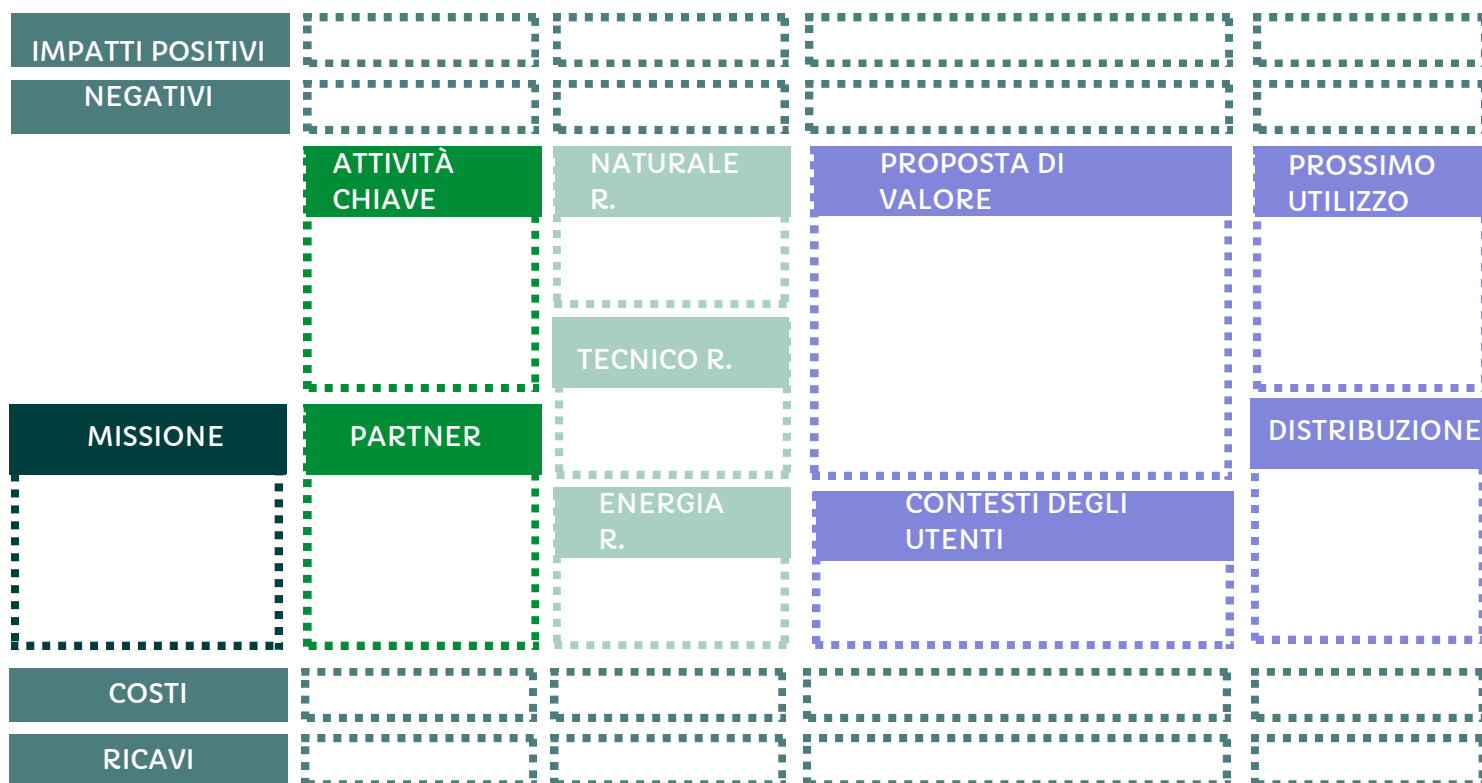 IMPATTI POSITIVI
NEGATIVI
ATTIVITÀ
CHIAVE
NATURALE
R.
PROPOSTA DI
VALORE
PROSSIMO
UTILIZZO
TECNICO R.
MISSIONE
PARTNER
DISTRIBUZIONE
ENERGIA
R.
CONTESTI DEGLI
UTENTI
COSTI
RICAVI